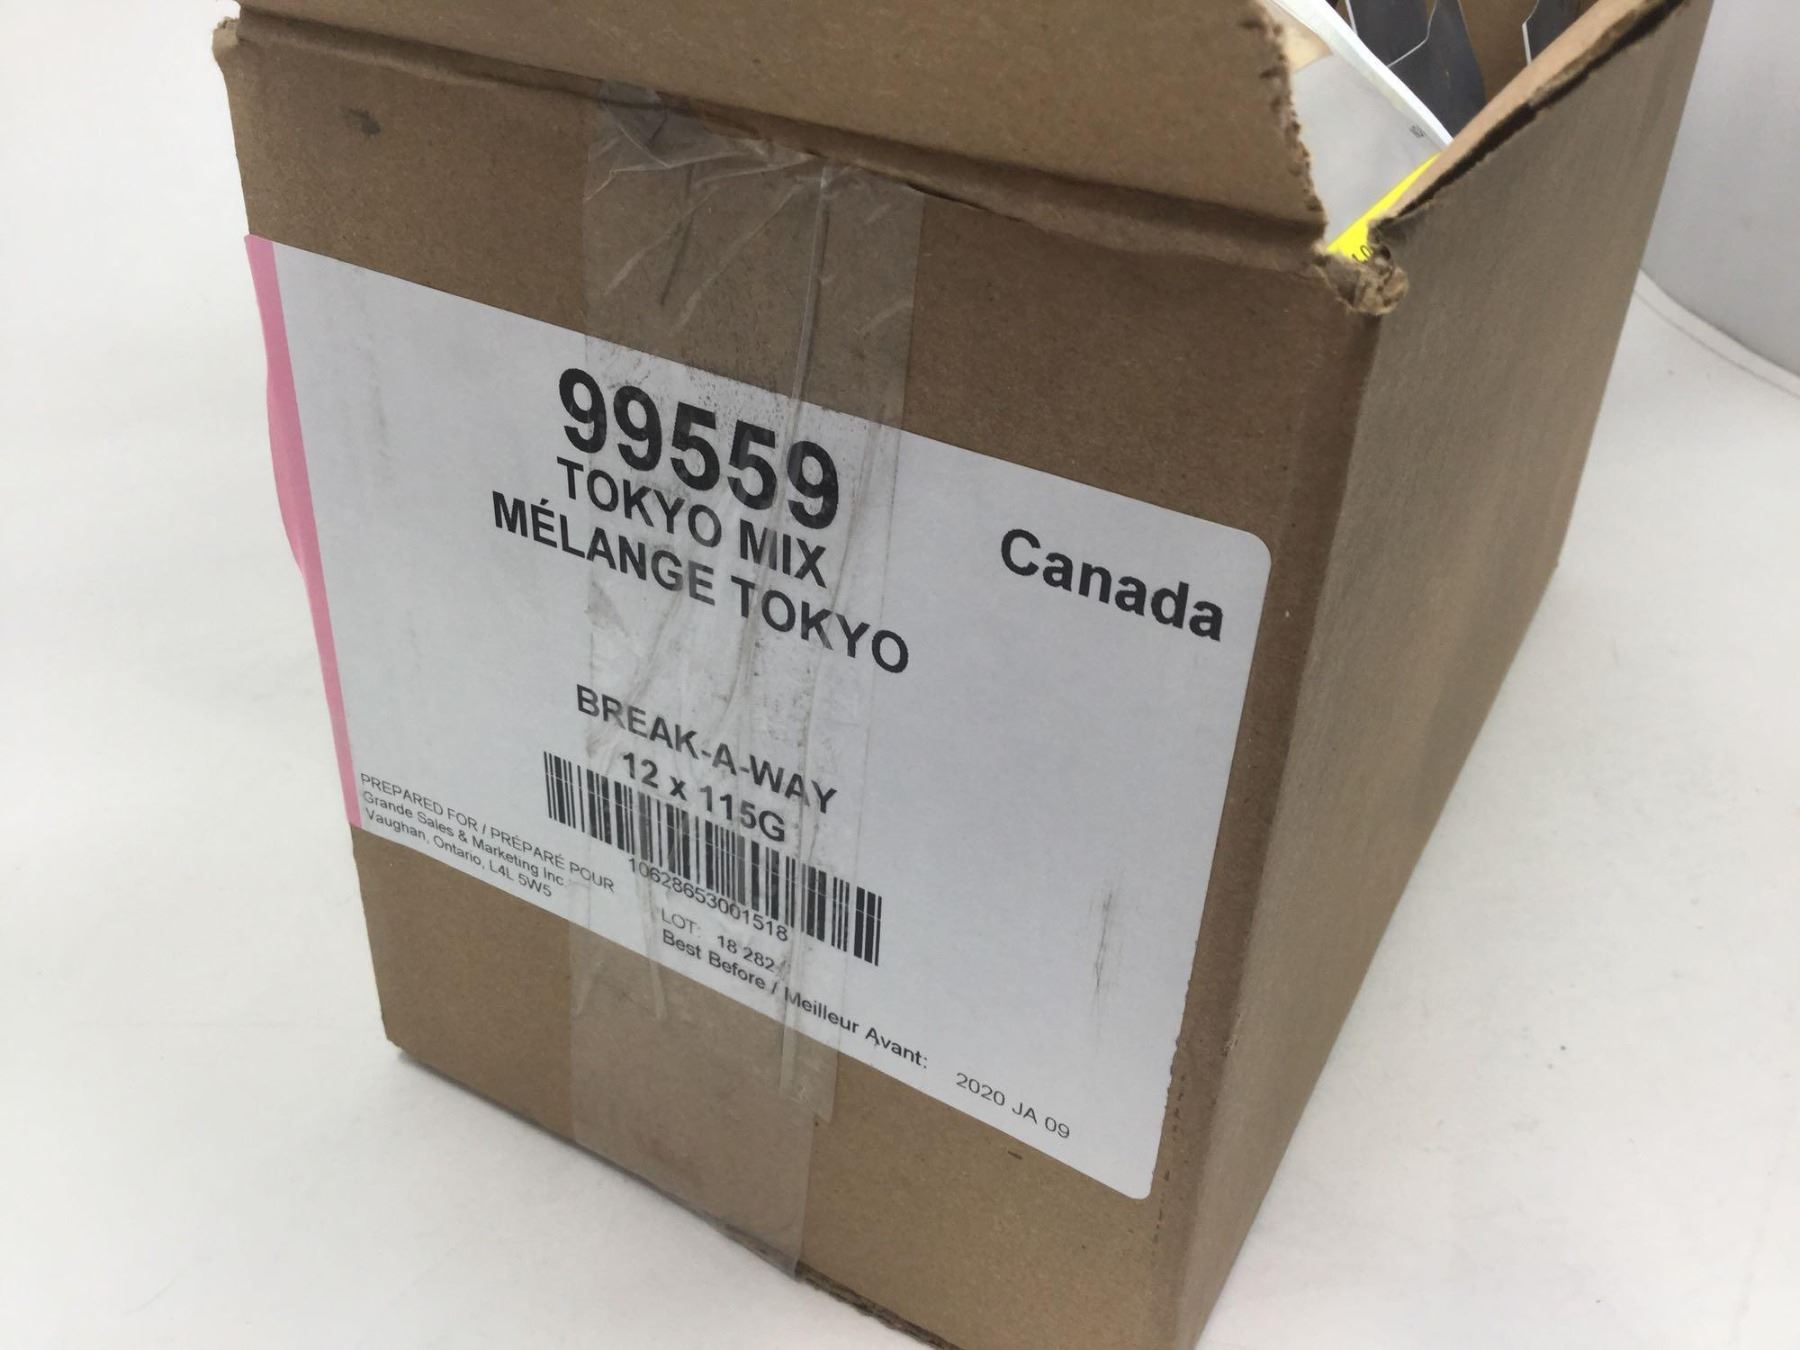 99559
TOKYO MIX
MÉLANGE TOKYO
Canada
BREAK-A-WAY
12 x 115G
PREPARED FOR / PRÉPARÉ POUR
Grande Sales & Marketing Inc
Vaughan, Ontario, L4L 5W5
10628653001518
LOT: 18 282
Best Before / Meilleur Avant: 2020 JA 09